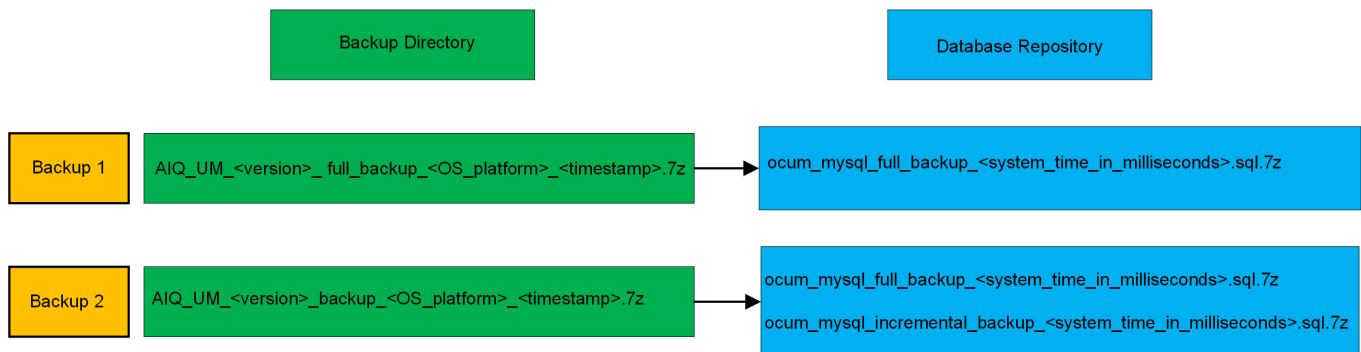 Backup Directory
Database Repository
Backup 1
AIQ_UM_<version>_ full_backup_<OS_platform>_<timestamp>.7z
ocum_mysql_full_backup_<system_time_in_milliseconds>.sql.7z
Backup 2
AIQ_UM_<version>_backup_<OS_platform>_<timestamp>.7z
ocum_mysql_full_backup_<system_time_in_milliseconds>.sql.7z
ocum_mysql_incremental_backup_<system_time_in_milliseconds>.sql.7z